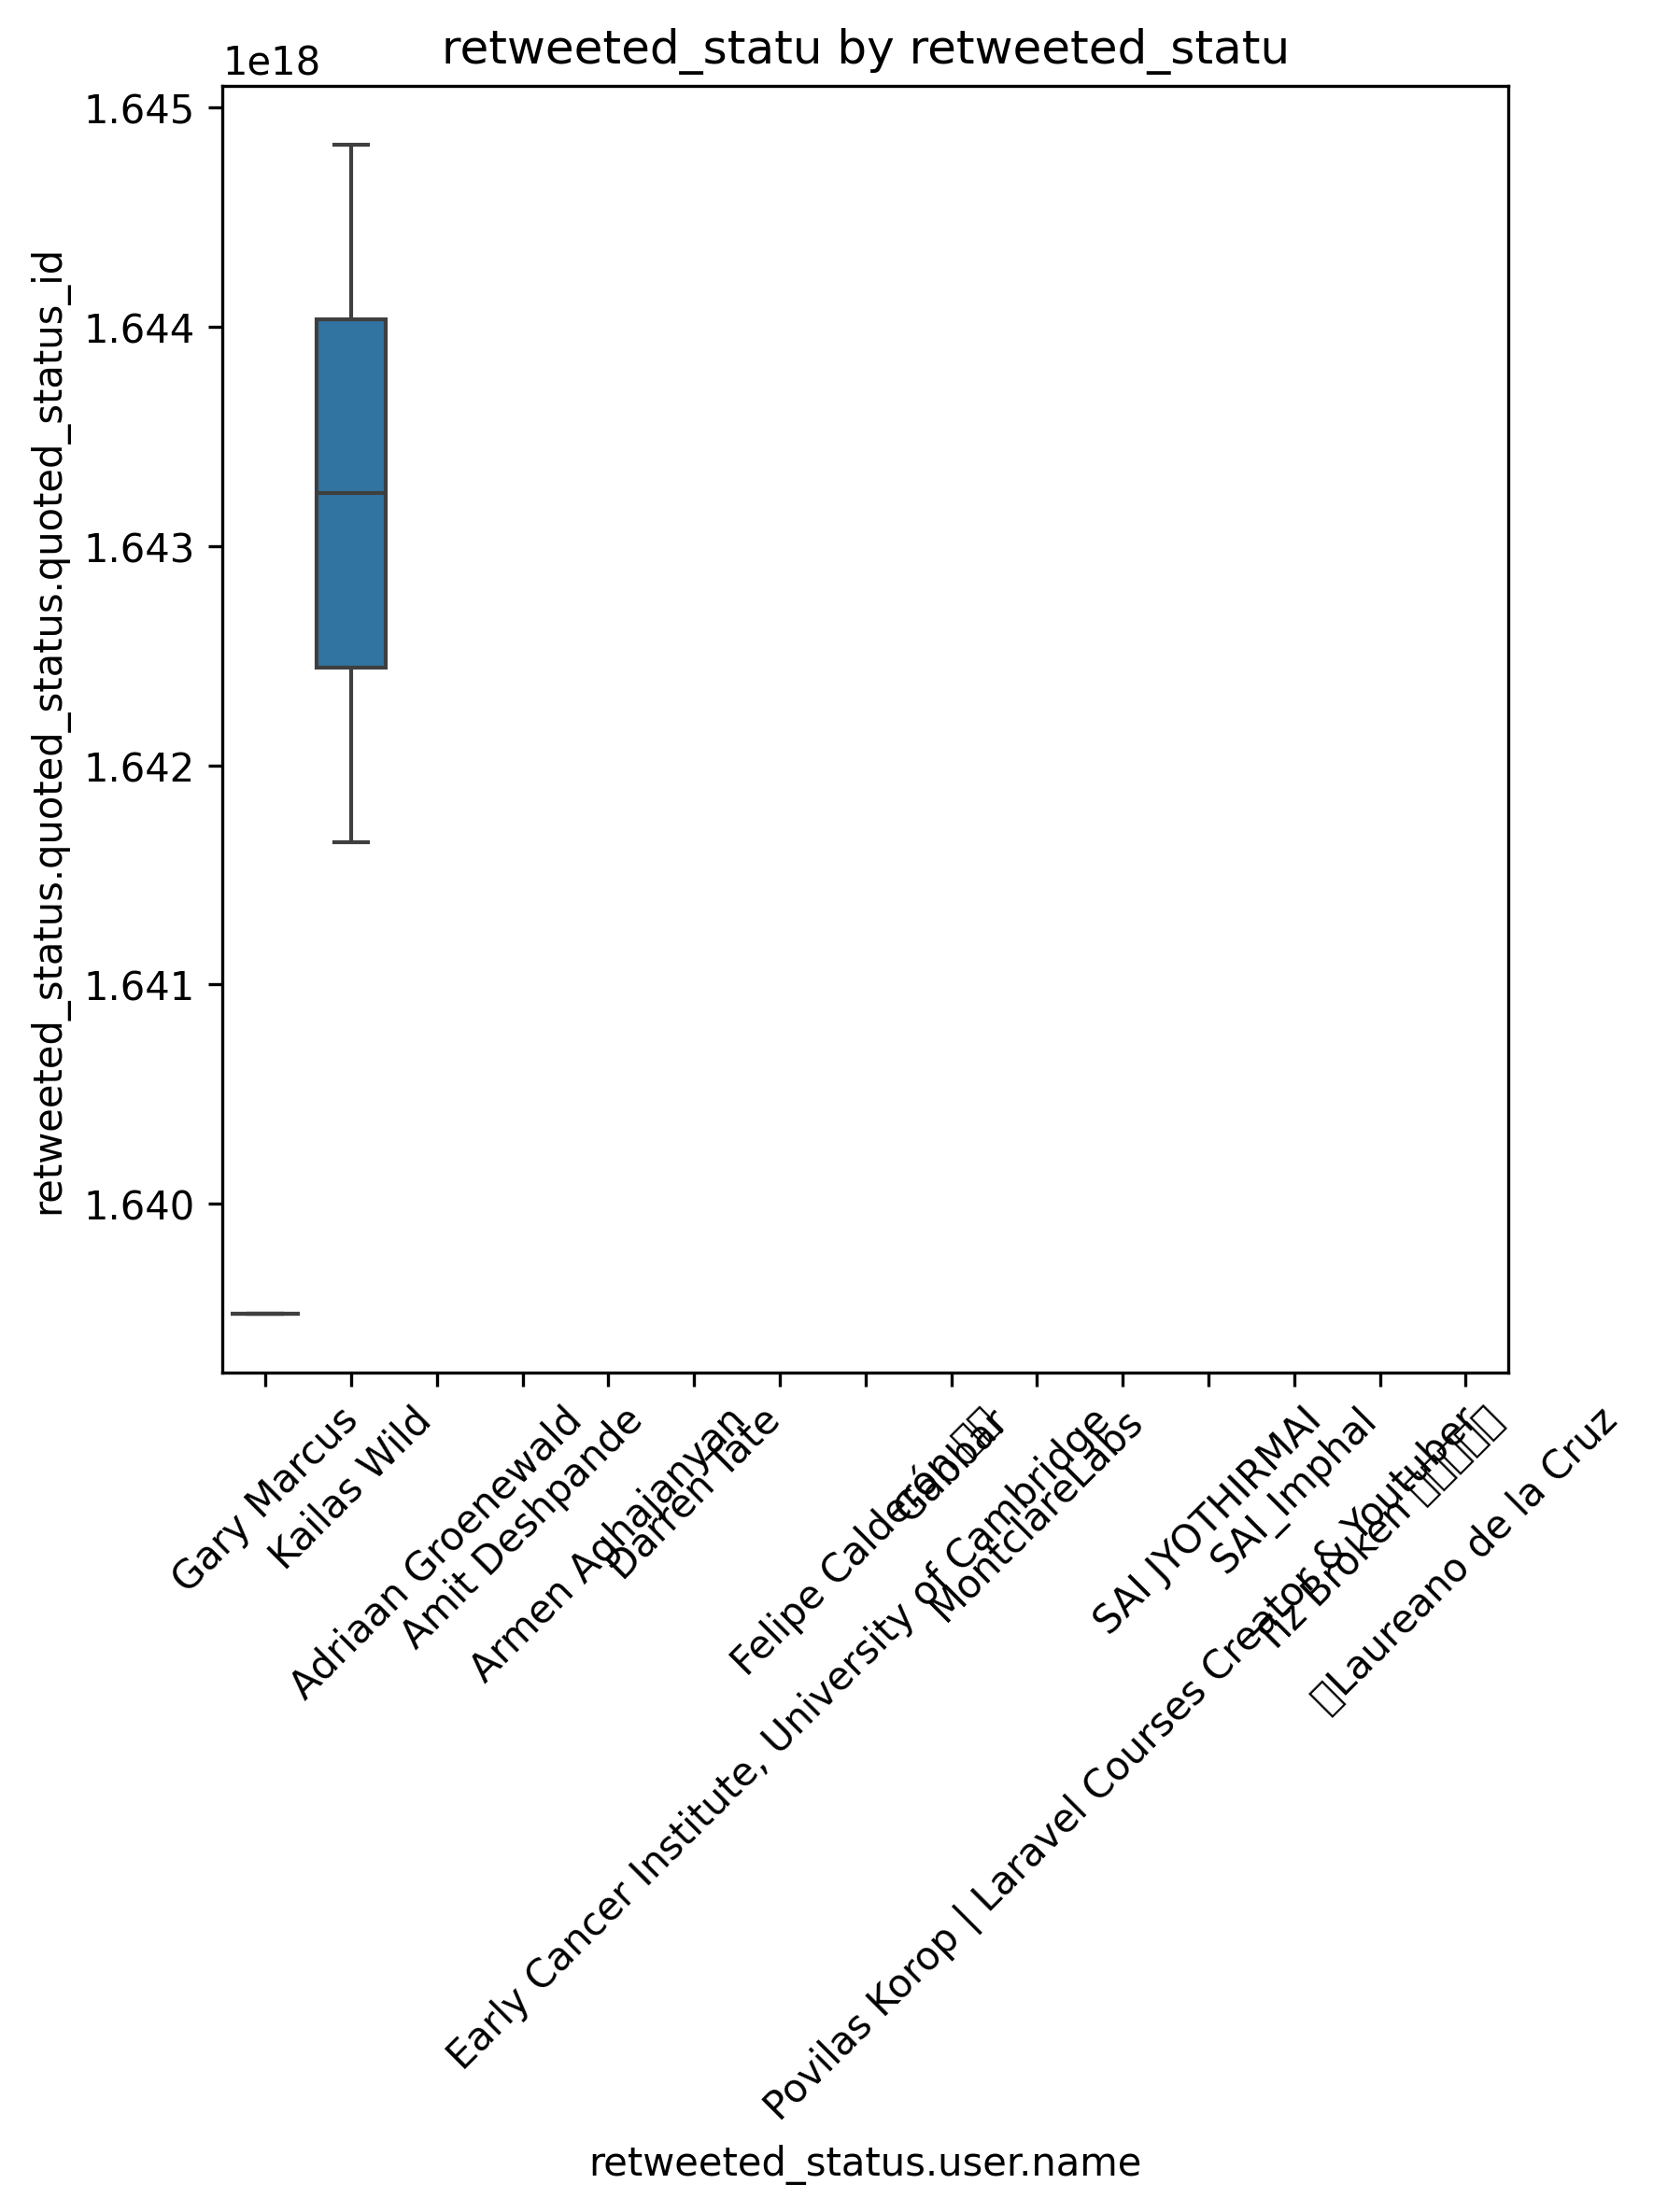 retweeted_statu by retweeted_statu
1e18
1.645
1.644
1.643
1.642
1.641
1.640
retweeted_status.quoted_status.quoted_status_id
Gary Marcus
Kailas Wild
Adriaan Groenewald
Amit Deshpande
Armen Aghajanyan
Darren Tate
Early Cancer Institute, University of Cambridge
Felipe Calderón
Gabbar
MontclareLabs
Povilas Korop | Laravel Courses Creator & Youtuber
SAI JYOTHIRMAI
SAI_Imphal
Broken
Laureano de la Cruz
retweeted_status.user.name